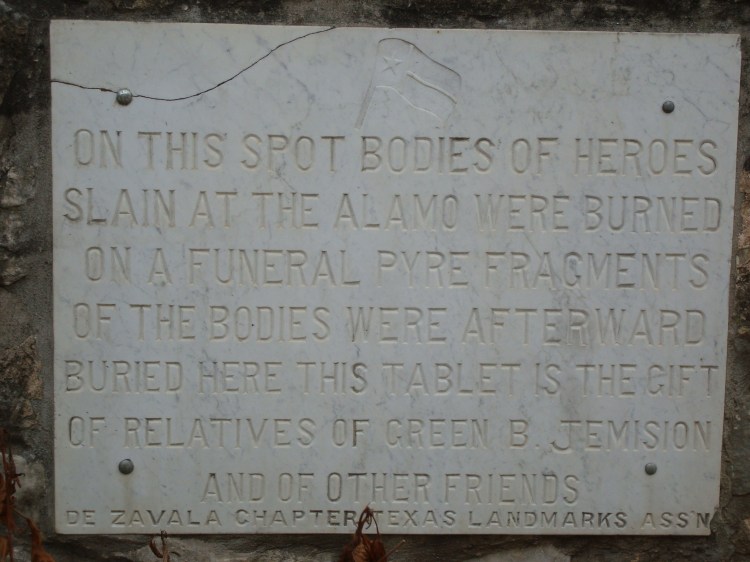 ON THIS SPOT BODIES OF HEROES
SLAIN AT THE ALAMO WERE BURNED
ON A FUNERAL PYRE FRAGMENTS
OF THE BODIES WERE AFTERWARD
BURIED HERE THIS TABLET IS THE GIFT
OF RELATIVES OF GREEN B. JEMISION
AND OF OTHER FRIENDS
DE ZAVALA CHAPTER TEXAS LANDMARKS ASS'N